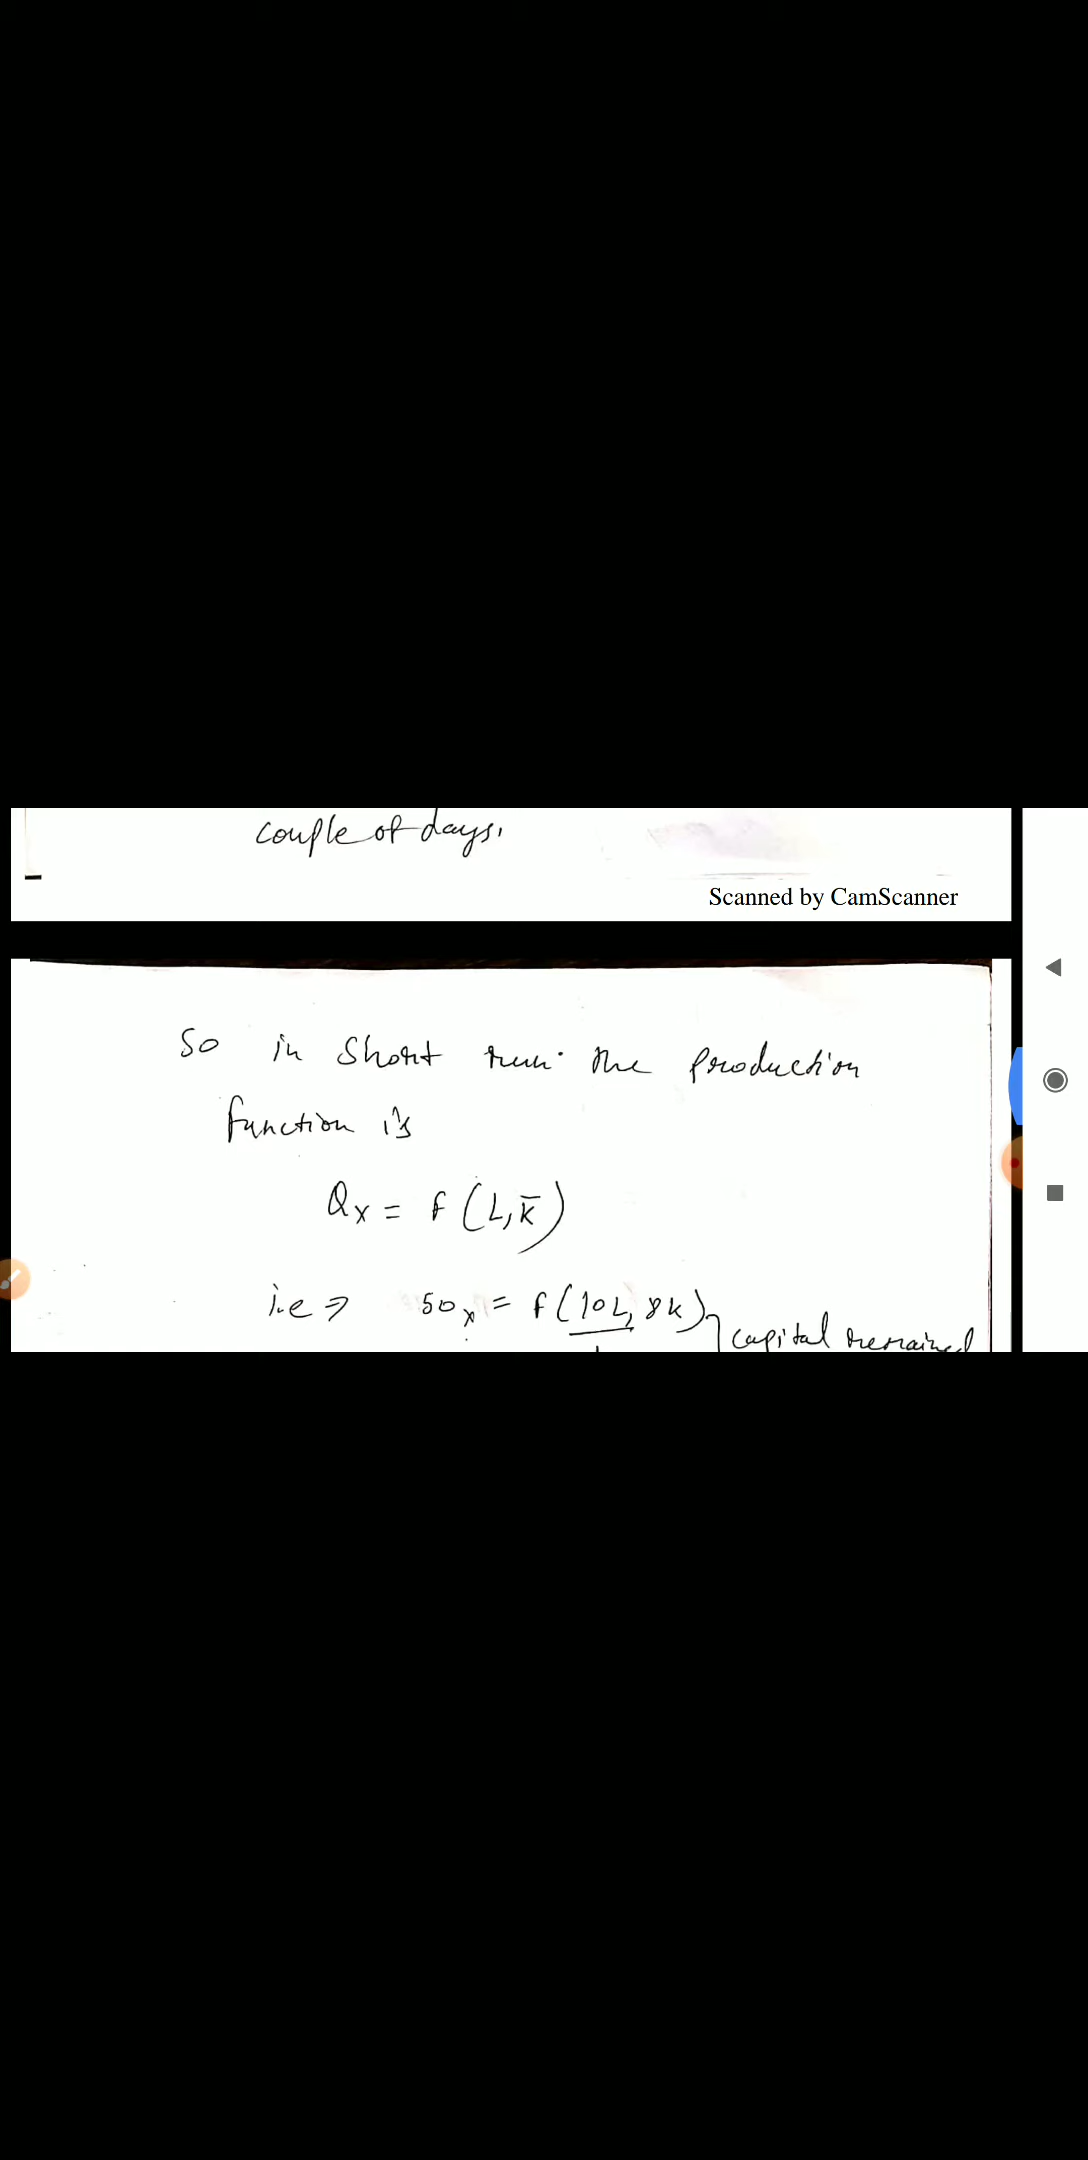 couple of days.
Scanned by CamScanner
So in Short run. the production
function is
Qx = f (L, K̄)
i.e ⇒ 50x = f (10L, 8K)
capital remained